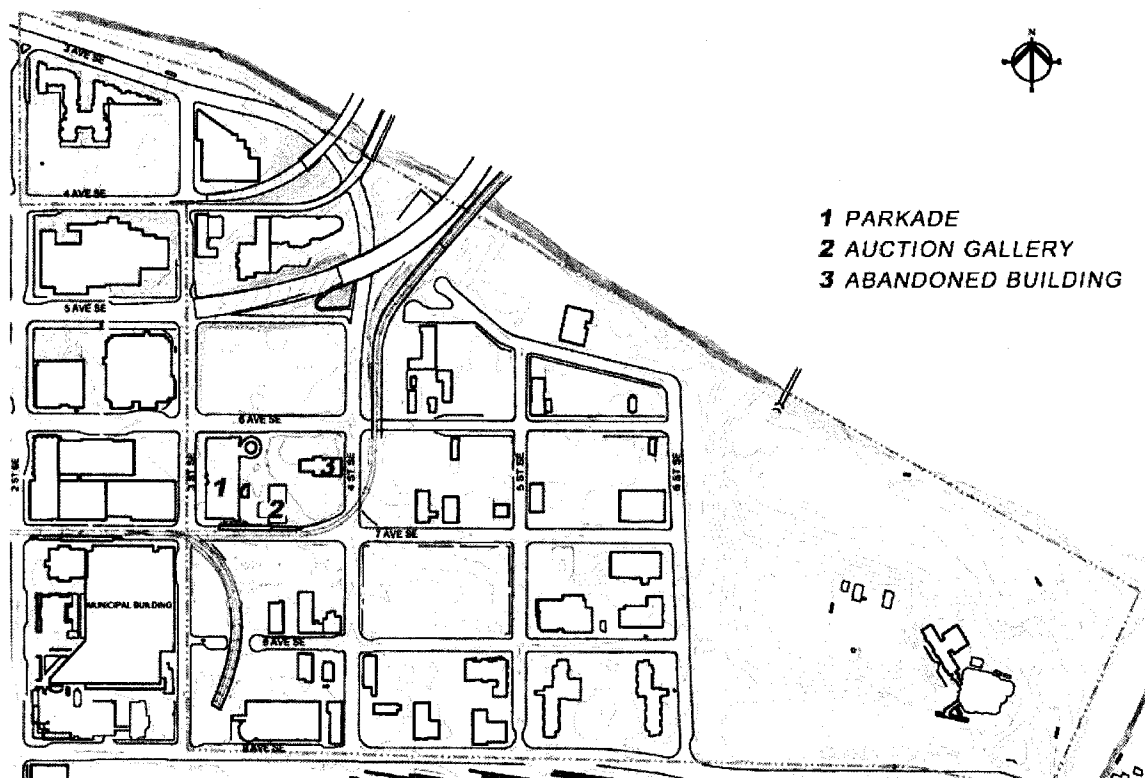 N
3 AVE SE
4 AVE SE
1 PARKADE
2 AUCTION GALLERY
3 ABANDONED BUILDING
5 AVE SE
6 AVE SE
2 ST SE
3 ST SE
4 ST SE
5 ST SE
6 ST SE
1
2
3
7 AVE SE
MUNICIPAL BUILDING
8 AVE SE
9 AVE SE